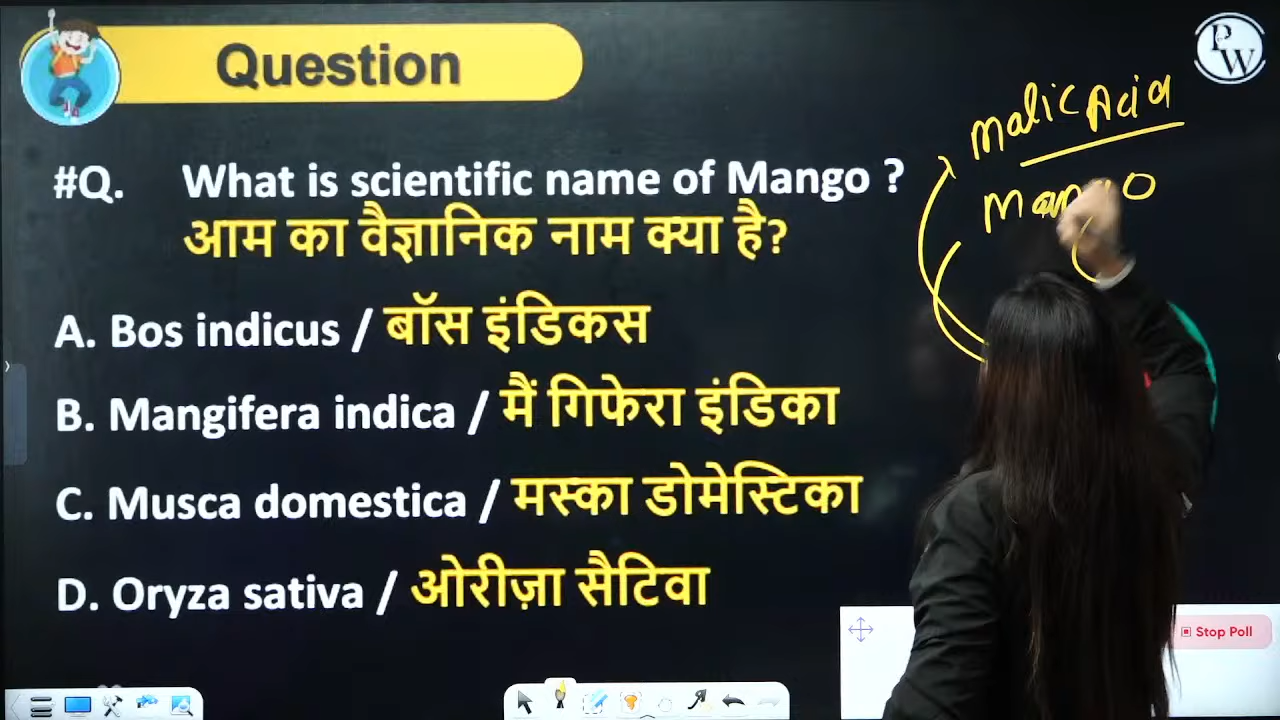 Question
PW
Malic Acid
#Q. What is scientific name of Mango ?
आम का वैज्ञानिक नाम क्या है?
A. Bos indicus / बॉस इंडिकस
B. Mangifera indica / मैं गिफेरा इंडिका
C. Musca domestica / मस्का डोमेस्टिका
D. Oryza sativa / ओरीज़ा सैटिवा
Stop Poll